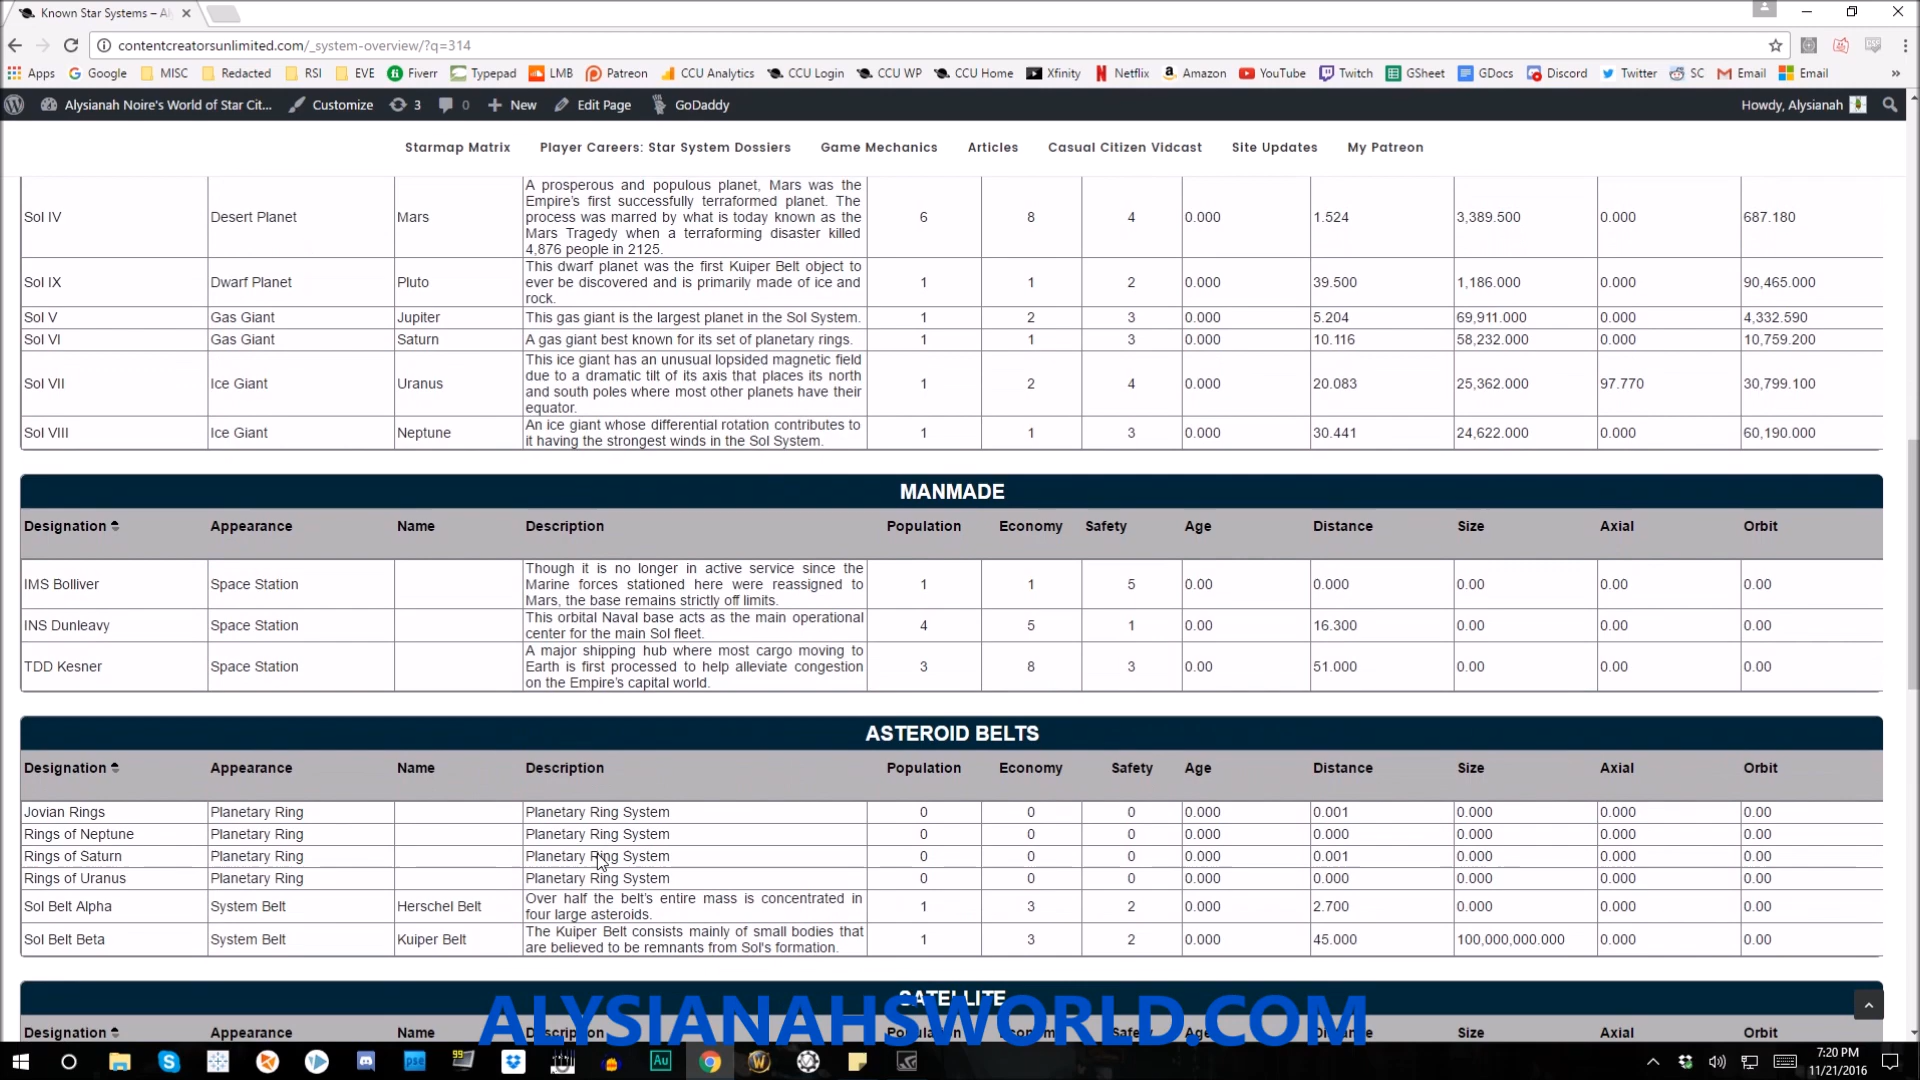 Known Star Systems – Al
contentcreatorsunlimited.com/_system-overview/?q=314
Apps Google MISC Redacted RSI EVE Fiverr Typepad LMB Patreon CCU Analytics CCU Login CCU WP CCU Home Xfinity Netflix Amazon YouTube Twitch GSheet GDocs Discord Twitter SC Email Email »
Alysianah Noire's World of Star Cit... Customize 3 0 New Edit Page GoDaddy Howdy, Alysianah
Starmap Matrix Player Careers: Star System Dossiers Game Mechanics Articles Casual Citizen Vidcast Site Updates My Patreon
A prosperous and populous planet, Mars was the
Empire's first successfully terraformed planet. The
Sol IV Desert Planet Mars process was marred by what is today known as the 6 8 4 0.000 1.524 3,389.500 0.000 687.180
Mars Tragedy when a terraforming disaster killed
4,876 people in 2125.
This dwarf planet was the first Kuiper Belt object to
Sol IX Dwarf Planet Pluto ever be discovered and is primarily made of ice and 1 1 2 0.000 39.500 1,186.000 0.000 90,465.000
rock.
Sol V Gas Giant Jupiter This gas giant is the largest planet in the Sol System. 1 2 3 0.000 5.204 69,911.000 0.000 4,332.590
Sol VI Gas Giant Saturn A gas giant best known for its set of planetary rings. 1 1 3 0.000 10.116 58,232.000 0.000 10,759.200
This ice giant has an unusual lopsided magnetic field
due to a dramatic tilt of its axis that places its north
Sol VII Ice Giant Uranus and south poles where most other planets have their 1 2 4 0.000 20.083 25,362.000 97.770 30,799.100
equator.
An ice giant whose differential rotation contributes to
Sol VIII Ice Giant Neptune it having the strongest winds in the Sol System. 1 1 3 0.000 30.441 24,622.000 0.000 60,190.000
MANMADE
Designation Appearance Name Description Population Economy Safety Age Distance Size Axial Orbit
Though it is no longer in active service since the
IMS Bolliver Space Station Marine forces stationed here were reassigned to 1 1 5 0.00 0.000 0.00 0.00 0.00
Mars, the base remains strictly off limits.
This orbital Naval base acts as the main operational
INS Dunleavy Space Station center for the main Sol fleet. 4 5 1 0.00 16.300 0.00 0.00 0.00
A major shipping hub where most cargo moving to
TDD Kesner Space Station Earth is first processed to help alleviate congestion 3 8 3 0.00 51.000 0.00 0.00 0.00
on the Empire's capital world.
ASTEROID BELTS
Designation Appearance Name Description Population Economy Safety Age Distance Size Axial Orbit
Jovian Rings Planetary Ring Planetary Ring System 0 0 0 0.000 0.001 0.000 0.000 0.00
Rings of Neptune Planetary Ring Planetary Ring System 0 0 0 0.000 0.000 0.000 0.000 0.00
Rings of Saturn Planetary Ring Planetary Ring System 0 0 0 0.000 0.001 0.000 0.000 0.00
Rings of Uranus Planetary Ring Planetary Ring System 0 0 0 0.000 0.000 0.000 0.000 0.00
Over half the belt's entire mass is concentrated in
Sol Belt Alpha System Belt Herschel Belt four large asteroids. 1 3 2 0.000 2.700 0.000 0.000 0.00
The Kuiper Belt consists mainly of small bodies that
Sol Belt Beta System Belt Kuiper Belt are believed to be remnants from Sol's formation. 1 3 2 0.000 45.000 100,000,000.000 0.000 0.00
SATELLITE
ALYSIANAHSWORLD.COM
Designation Appearance Name Description Population Economy Safety Age Distance Size Axial Orbit
7:20 PM
11/21/2016